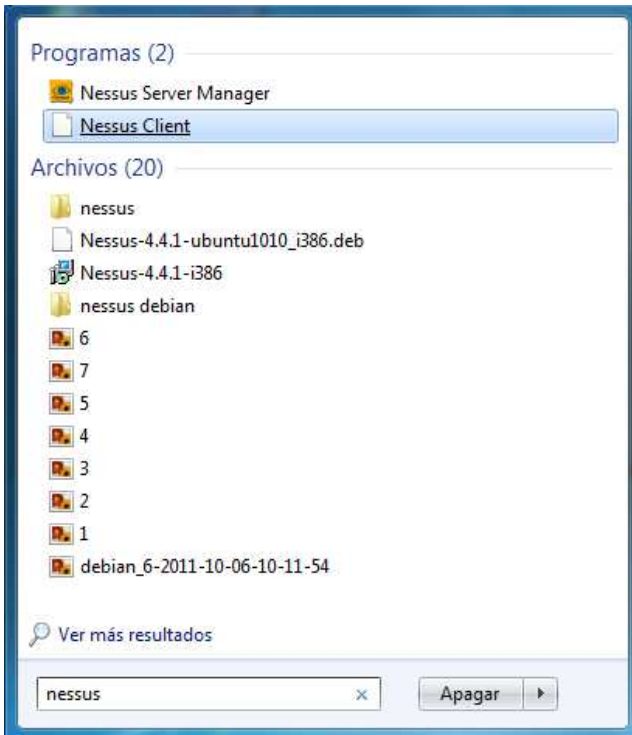 Programas (2)
Nessus Server Manager
Nessus Client
Archivos (20)
nessus
Nessus-4.4.1-ubuntu1010_i386.deb
Nessus-4.4.1-i386
nessus debian
6
7
5
4
3
2
1
debian_6-2011-10-06-10-11-54
Ver más resultados
nessus
Apagar